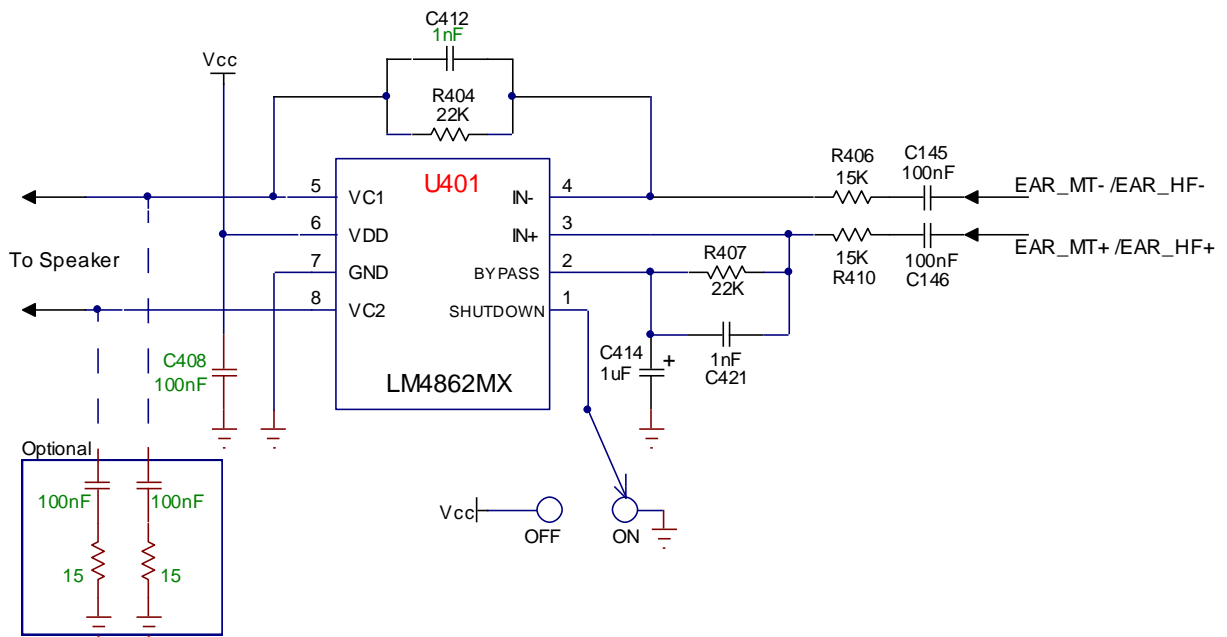 C412
1nF
Vcc
R404
22K
U401
5 VC1
6 VDD
7 GND
8 VC2
IN- 4
IN+ 3
BYPASS 2
SHUTDOWN 1
LM4862MX
R406
15K
C145
100nF
EAR_MT- /EAR_HF-
EAR_MT+ /EAR_HF+
15K
R410
100nF
C146
R407
22K
To Speaker
C408
100nF
C414
1uF
+
1nF
C421
Optional
100nF
100nF
15
15
Vcc
OFF
ON